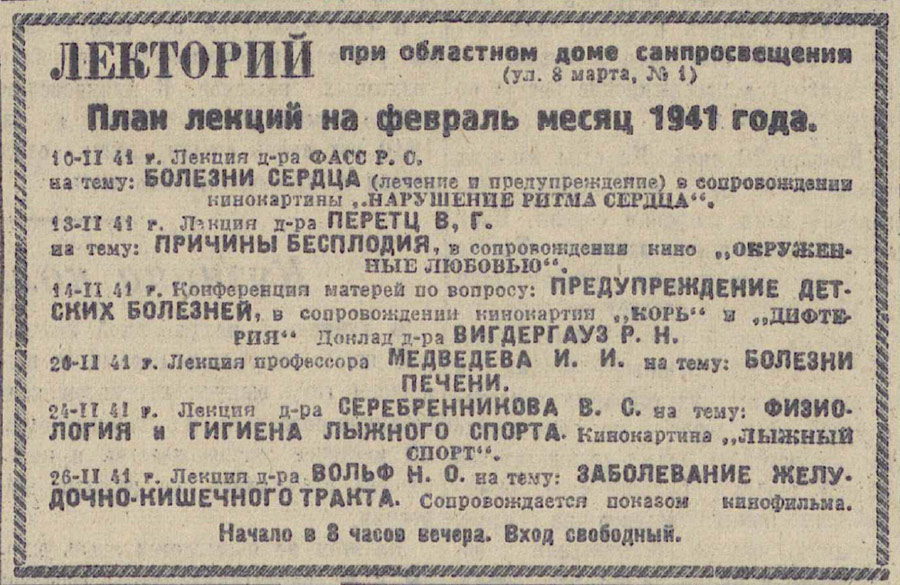 ЛЕКТОРИЙ при областном доме санпросвещения
(ул. 8 марта, № 1)
План лекций на февраль месяц 1941 года.
10-II 41 г. Лекция д-ра ФАСС Р. С.
на тему: БОЛЕЗНИ СЕРДЦА (лечение и предупреждение) в сопровождении
кинокартины „НАРУШЕНИЕ РИТМА СЕРДЦА“.
13-II 41 г. Лекция д-ра ПЕРЕТЦ В, Г.
на тему: ПРИЧИНЫ БЕСПЛОДИЯ, в сопровождении кино „ОКРУЖЕН-
НЫЕ ЛЮБОВЬЮ“.
14-II 41 г. Конференция матерей по вопросу: ПРЕДУПРЕЖДЕНИЕ ДЕТ-
СКИХ БОЛЕЗНЕЙ, в сопровождении кинокартин „КОРЬ“ и „ДИФТЕ-
РИЯ“ Доклад д-ра ВИГДЕРГАУЗ Р. Н.
20-II 41 г. Лекция профессора МЕДВЕДЕВА И. И. на тему: БОЛЕЗНИ
ПЕЧЕНИ.
24-II 41 г. Лекция д-ра СЕРЕБРЕННИКОВА В. С. на тему: ФИЗИО-
ЛОГИЯ и ГИГИЕНА ЛЫЖНОГО СПОРТА. Кинокартина „ЛЫЖНЫЙ
СПОРТ“.
26-II 41 г. Лекция д-ра ВОЛЬФ Н. О. на тему: ЗАБОЛЕВАНИЕ ЖЕЛУ-
ДОЧНО-КИШЕЧНОГО ТРАКТА. Сопровождается показом кинофильма.
Начало в 8 часов вечера. Вход свободный.